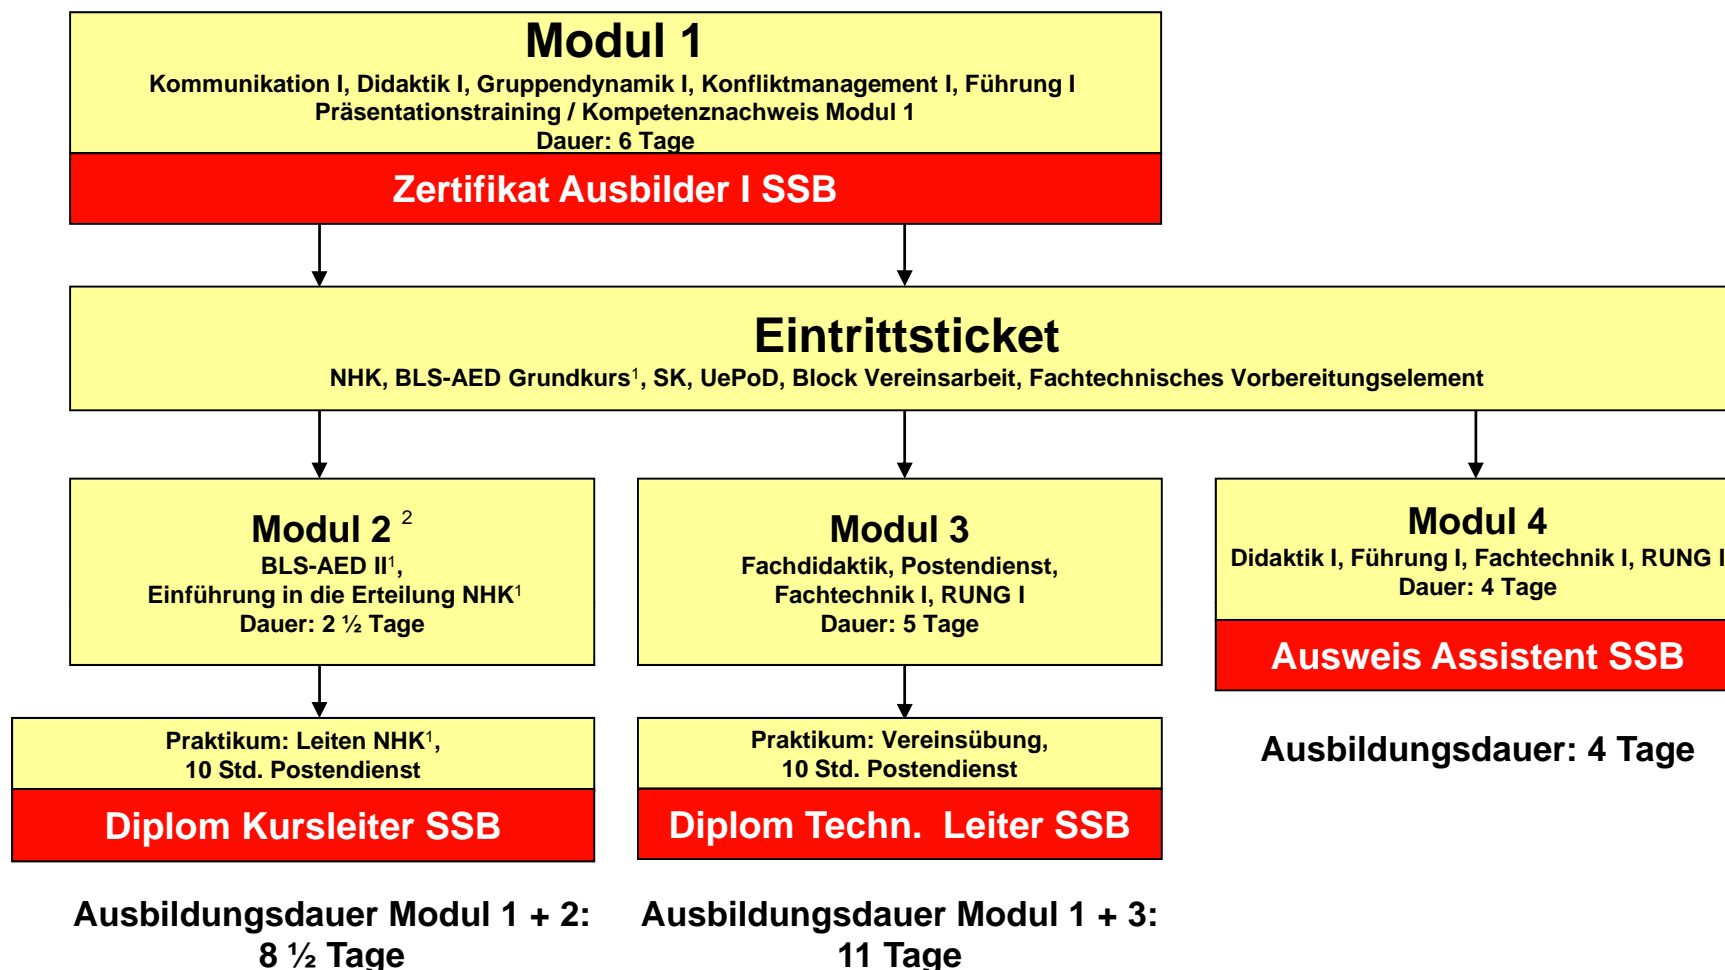 Modul 1
Kommunikation I, Didaktik I, Gruppendynamik I, Konfliktmanagement I, Führung I
Präsentationstraining / Kompetenznachweis Modul 1
Dauer: 6 Tage
Zertifikat Ausbilder I SSB
Eintrittsticket
NHK, BLS-AED Grundkurs¹, SK, UePoD, Block Vereinsarbeit, Fachtechnisches Vorbereitungselement
Modul 2 ²
BLS-AED II¹,
Einführung in die Erteilung NHK¹
Dauer: 2 ½ Tage
Praktikum: Leiten NHK¹,
10 Std. Postendienst
Diplom Kursleiter SSB
Ausbildungsdauer Modul 1 + 2:
8 ½ Tage
Modul 3
Fachdidaktik, Postendienst,
Fachtechnik I, RUNG I
Dauer: 5 Tage
Praktikum: Vereinsübung,
10 Std. Postendienst
Diplom Techn. Leiter SSB
Ausbildungsdauer Modul 1 + 3:
11 Tage
Modul 4
Didaktik I, Führung I, Fachtechnik I, RUNG I
Dauer: 4 Tage
Ausweis Assistent SSB
Ausbildungsdauer: 4 Tage